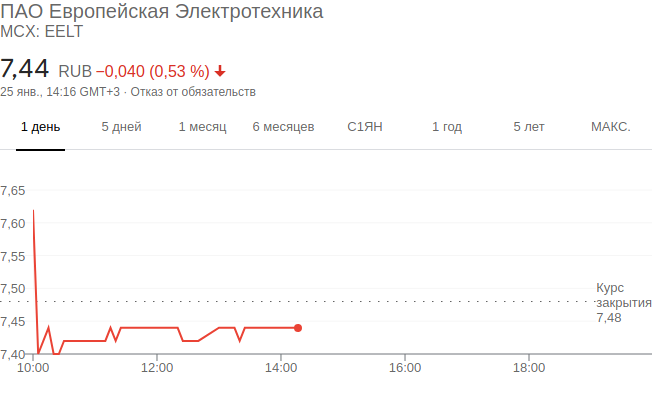 ПАО Европейская Электротехника
MCX: EELT
7,44 RUB −0,040 (0,53 %)
25 янв., 14:16 GMT+3 · Отказ от обязательств
1 день 5 дней 1 месяц 6 месяцев С1ЯН 1 год 5 лет МАКС.
7,65
7,60
7,55
7,50
7,45
7,40
Курс
закрытия
7,48
10:00 12:00 14:00 16:00 18:00